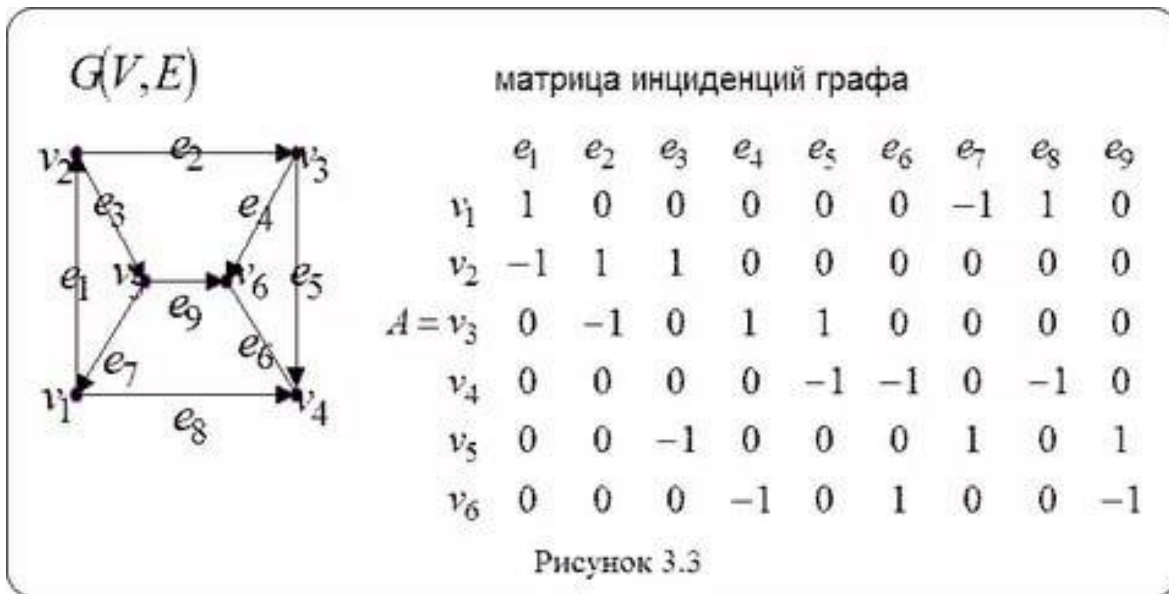 G(V,E)
матрица инциденций графа
v2 e2 v3
e3 e4
e1 v5 v6 e5
e9
e7 e6
v1 v4
e8
e1 e2 e3 e4 e5 e6 e7 e8 e9
v1 1 0 0 0 0 0 −1 1 0
v2 −1 1 1 0 0 0 0 0 0
A = v3 0 −1 0 1 1 0 0 0 0
v4 0 0 0 0 −1 −1 0 −1 0
v5 0 0 −1 0 0 0 1 0 1
v6 0 0 0 −1 0 1 0 0 −1
Рисунок 3.3